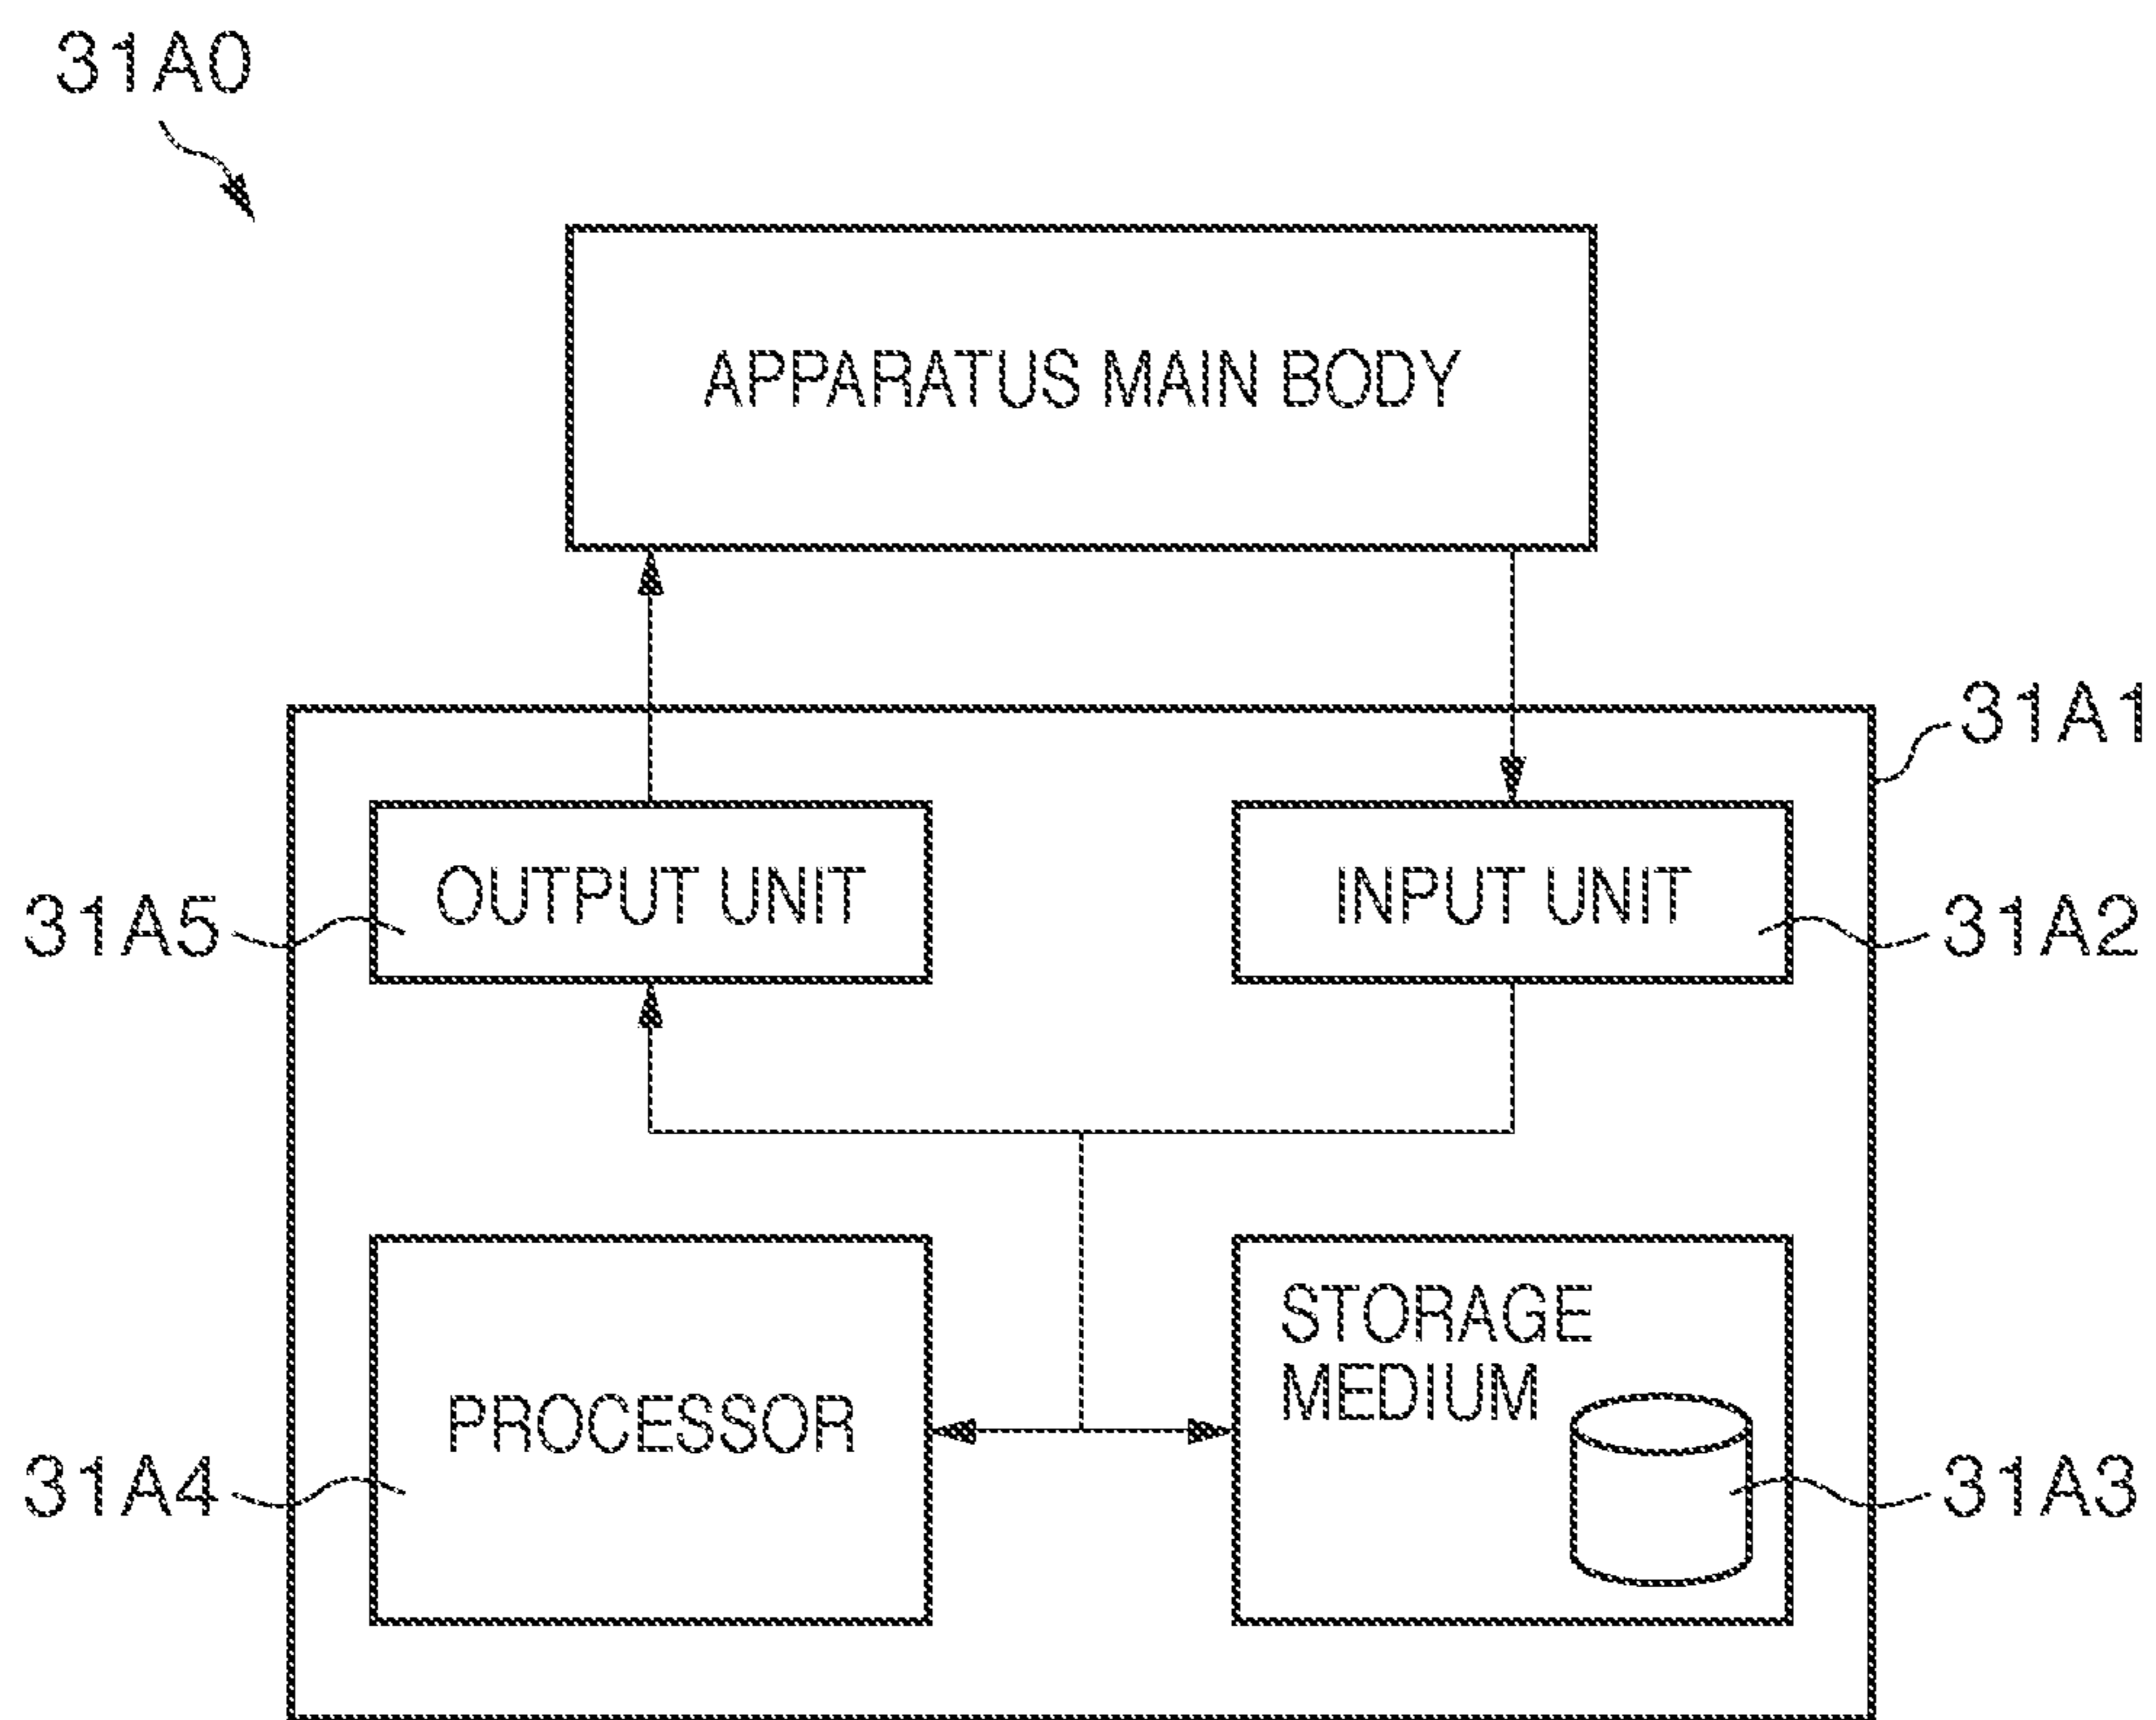 31A0
APPARATUS MAIN BODY
31A1
OUTPUT UNIT
INPUT UNIT
31A5
31A2
STORAGE
MEDIUM
PROCESSOR
31A4
31A3